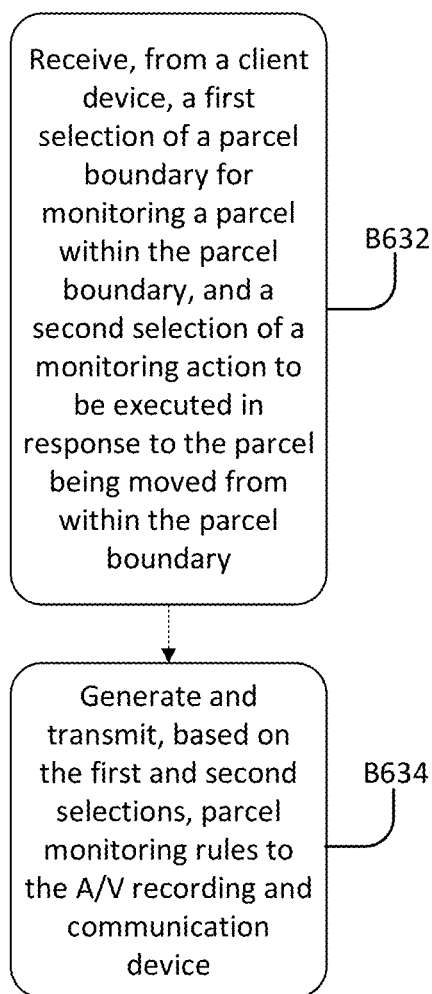 Receive, from a client
device, a first
selection of a parcel
boundary for
monitoring a parcel
within the parcel
boundary, and a
second selection of a
monitoring action to
be executed in
response to the parcel
being moved from
within the parcel
boundary
B632
Generate and
transmit, based on
the first and second
selections, parcel
monitoring rules to
the A/V recording and
communication
device
B634